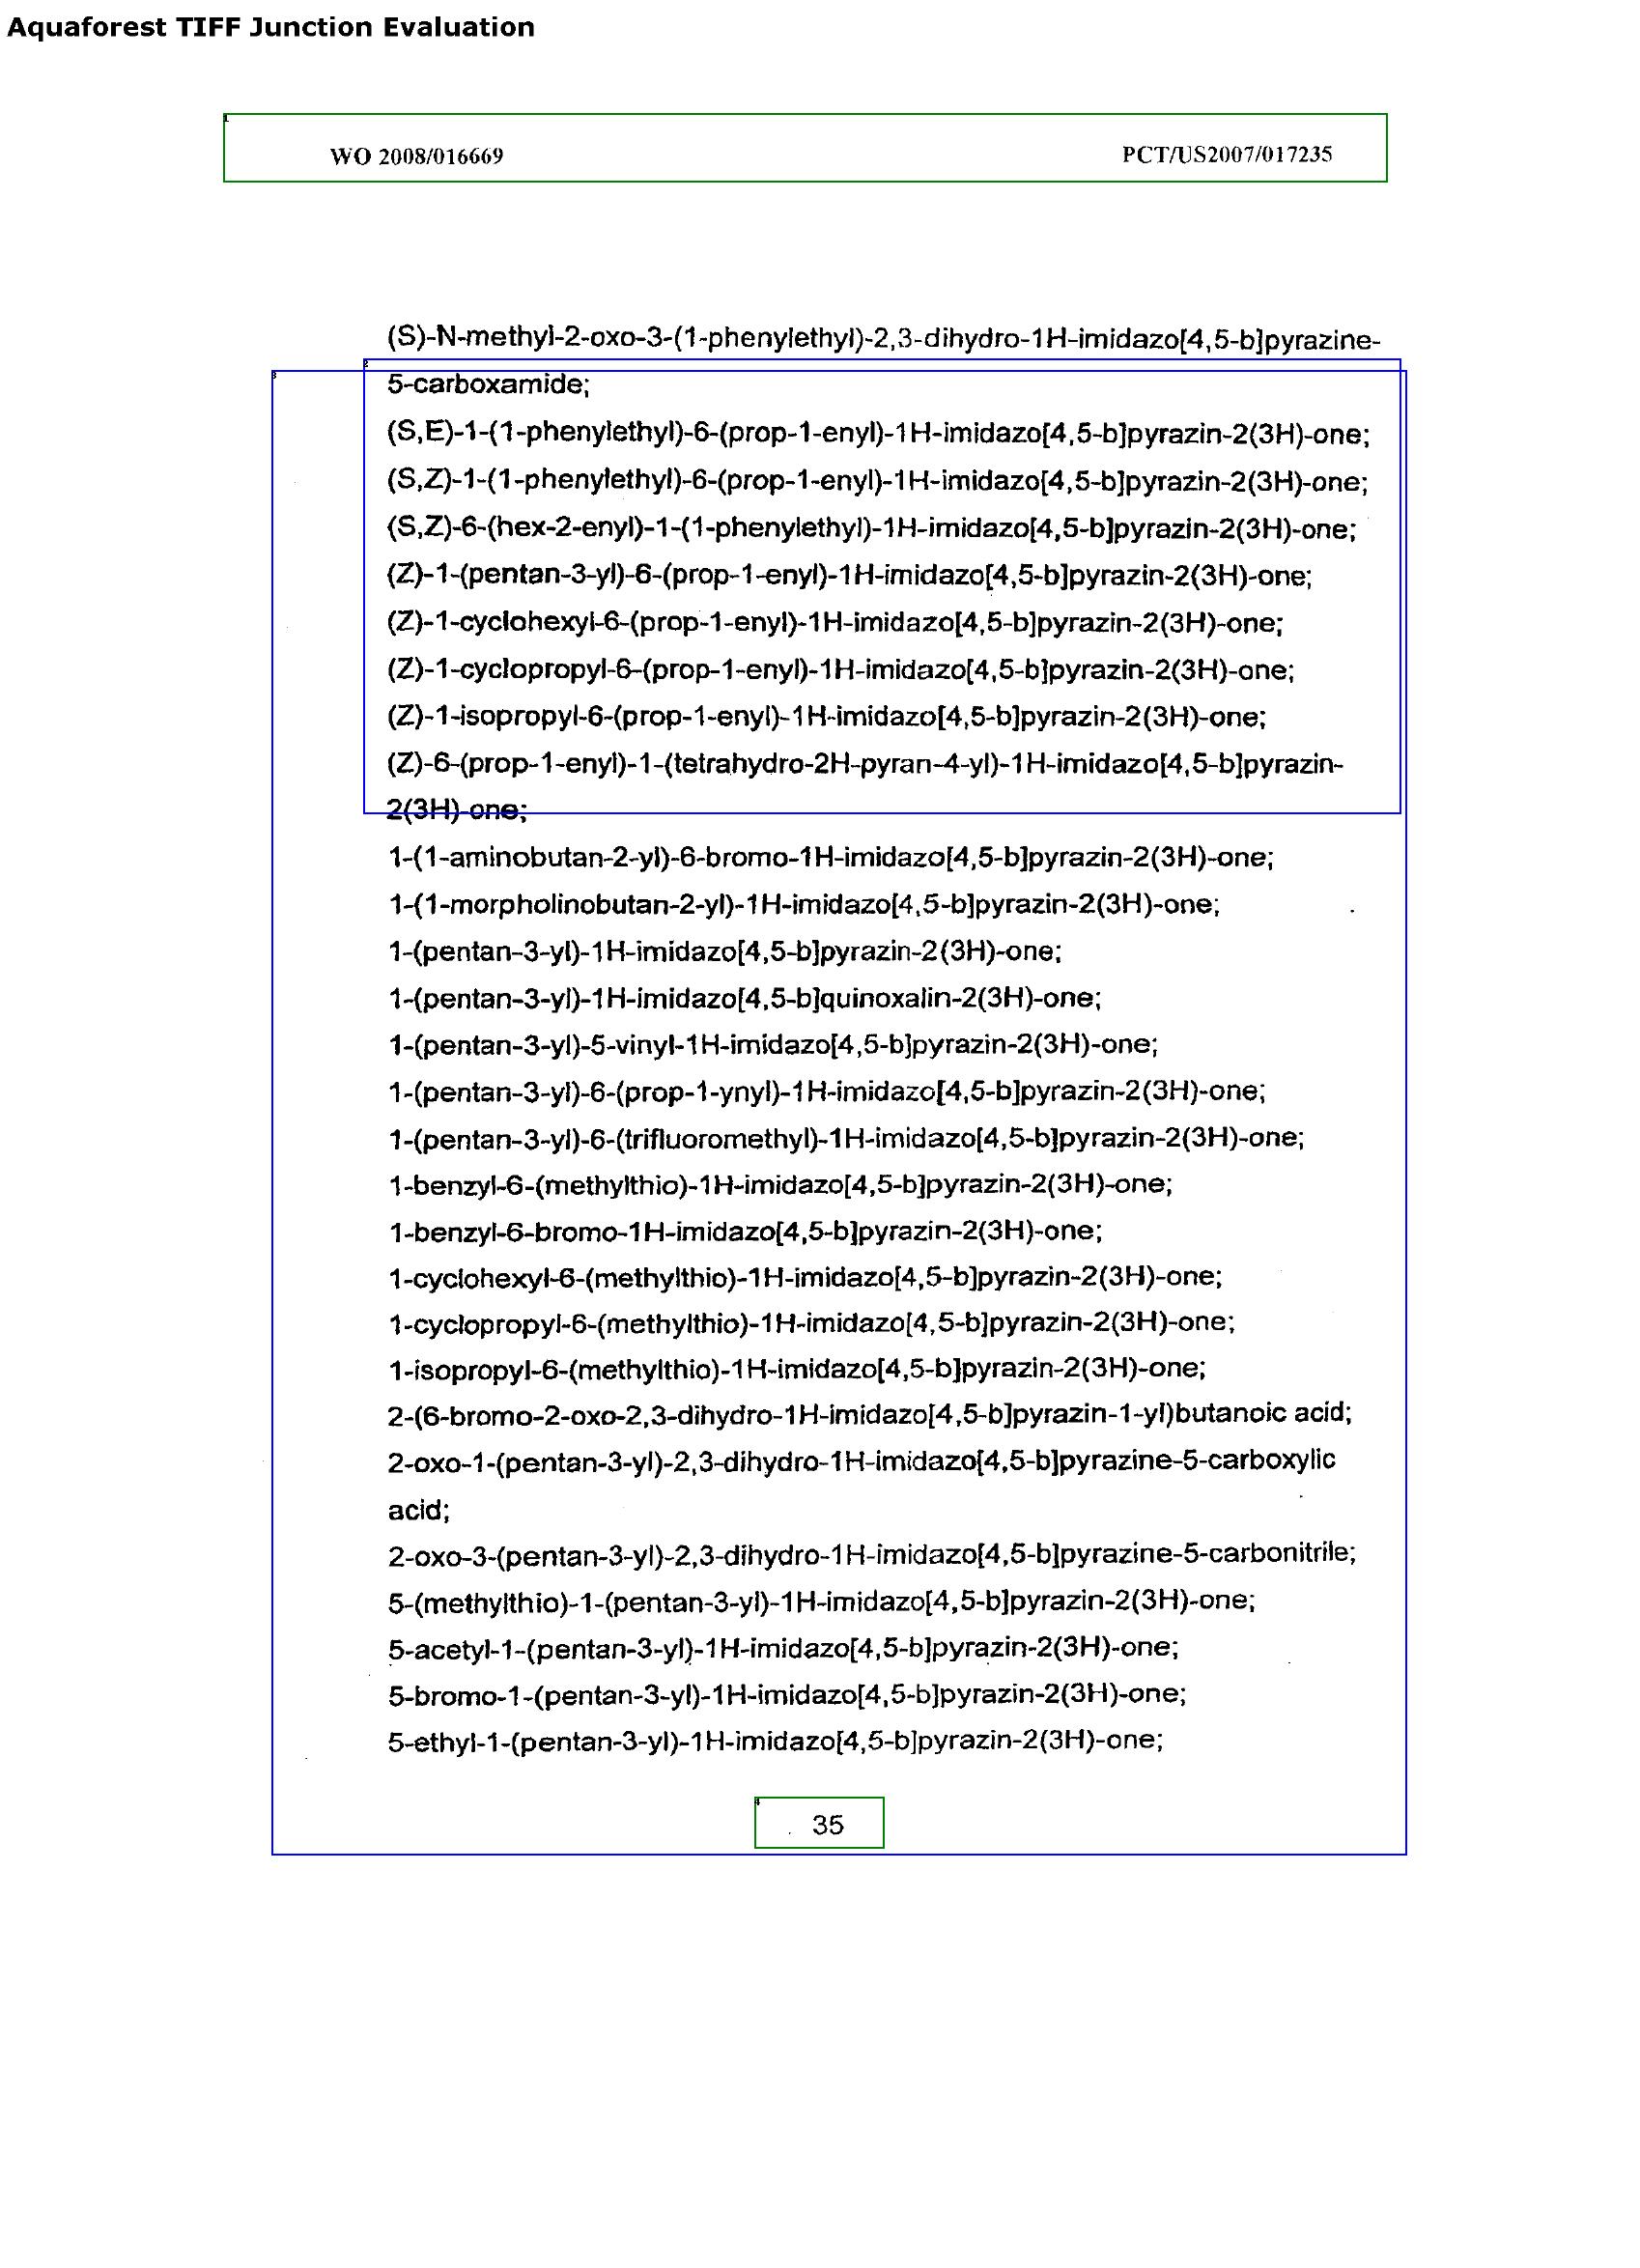 Aquaforest TIFF Junction Evaluation
WO 2008/016669 PCT/US2007/017235
(S)-N-methyl-2-oxo-3-(1-phenylethyl)-2,3-dihydro-1H-imidazo[4,5-b]pyrazine-
5-carboxamide;
(S,E)-1-(1-phenylethyl)-6-(prop-1-enyl)-1H-imidazo[4,5-b]pyrazin-2(3H)-one;
(S,Z)-1-(1-phenylethyl)-6-(prop-1-enyl)-1H-imidazo[4,5-b]pyrazin-2(3H)-one;
(S,Z)-6-(hex-2-enyl)-1-(1-phenylethyl)-1H-imidazo[4,5-b]pyrazin-2(3H)-one;
(Z)-1-(pentan-3-yl)-6-(prop-1-enyl)-1H-imidazo[4,5-b]pyrazin-2(3H)-one;
(Z)-1-cyclohexyl-6-(prop-1-enyl)-1H-imidazo[4,5-b]pyrazin-2(3H)-one;
(Z)-1-cyclopropyl-6-(prop-1-enyl)-1H-imidazo[4,5-b]pyrazin-2(3H)-one;
(Z)-1-isopropyl-6-(prop-1-enyl)-1H-imidazo[4,5-b]pyrazin-2(3H)-one;
(Z)-6-(prop-1-enyl)-1-(tetrahydro-2H-pyran-4-yl)-1H-imidazo[4,5-b]pyrazin-
2(3H)-one;
1-(1-aminobutan-2-yl)-6-bromo-1H-imidazo[4,5-b]pyrazin-2(3H)-one;
1-(1-morpholinobutan-2-yl)-1H-imidazo[4,5-b]pyrazin-2(3H)-one;
1-(pentan-3-yl)-1H-imidazo[4,5-b]pyrazin-2(3H)-one;
1-(pentan-3-yl)-1H-imidazo[4,5-b]quinoxalin-2(3H)-one;
1-(pentan-3-yl)-5-vinyl-1H-imidazo[4,5-b]pyrazin-2(3H)-one;
1-(pentan-3-yl)-6-(prop-1-ynyl)-1H-imidazo[4,5-b]pyrazin-2(3H)-one;
1-(pentan-3-yl)-6-(trifluoromethyl)-1H-imidazo[4,5-b]pyrazin-2(3H)-one;
1-benzyl-6-(methylthio)-1H-imidazo[4,5-b]pyrazin-2(3H)-one;
1-benzyl-6-bromo-1H-imidazo[4,5-b]pyrazin-2(3H)-one;
1-cyclohexyl-6-(methylthio)-1H-imidazo[4,5-b]pyrazin-2(3H)-one;
1-cyclopropyl-6-(methylthio)-1H-imidazo[4,5-b]pyrazin-2(3H)-one;
1-isopropyl-6-(methylthio)-1H-imidazo[4,5-b]pyrazin-2(3H)-one;
2-(6-bromo-2-oxo-2,3-dihydro-1H-imidazo[4,5-b]pyrazin-1-yl)butanoic acid;
2-oxo-1-(pentan-3-yl)-2,3-dihydro-1H-imidazo[4,5-b]pyrazine-5-carboxylic
acid;
2-oxo-3-(pentan-3-yl)-2,3-dihydro-1H-imidazo[4,5-b]pyrazine-5-carbonitrile;
5-(methylthio)-1-(pentan-3-yl)-1H-imidazo[4,5-b]pyrazin-2(3H)-one;
5-acetyl-1-(pentan-3-yl)-1H-imidazo[4,5-b]pyrazin-2(3H)-one;
5-bromo-1-(pentan-3-yl)-1H-imidazo[4,5-b]pyrazin-2(3H)-one;
5-ethyl-1-(pentan-3-yl)-1H-imidazo[4,5-b]pyrazin-2(3H)-one;
35